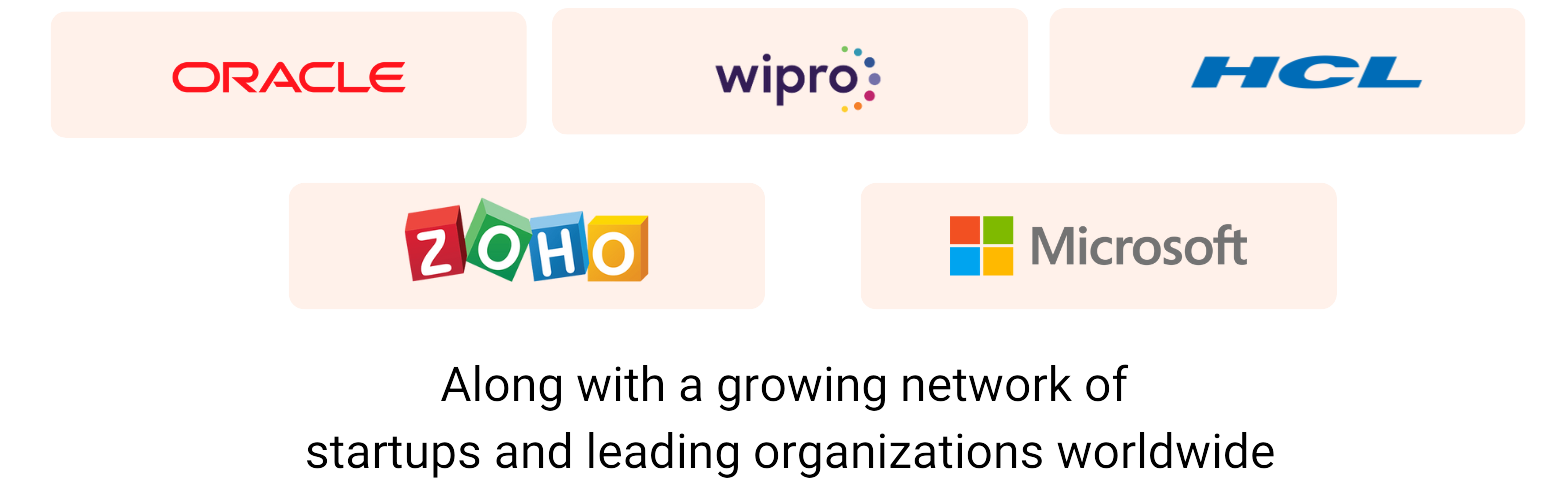 ORACLE
wipro
HCL
ZOHO
Microsoft
Along with a growing network of
startups and leading organizations worldwide